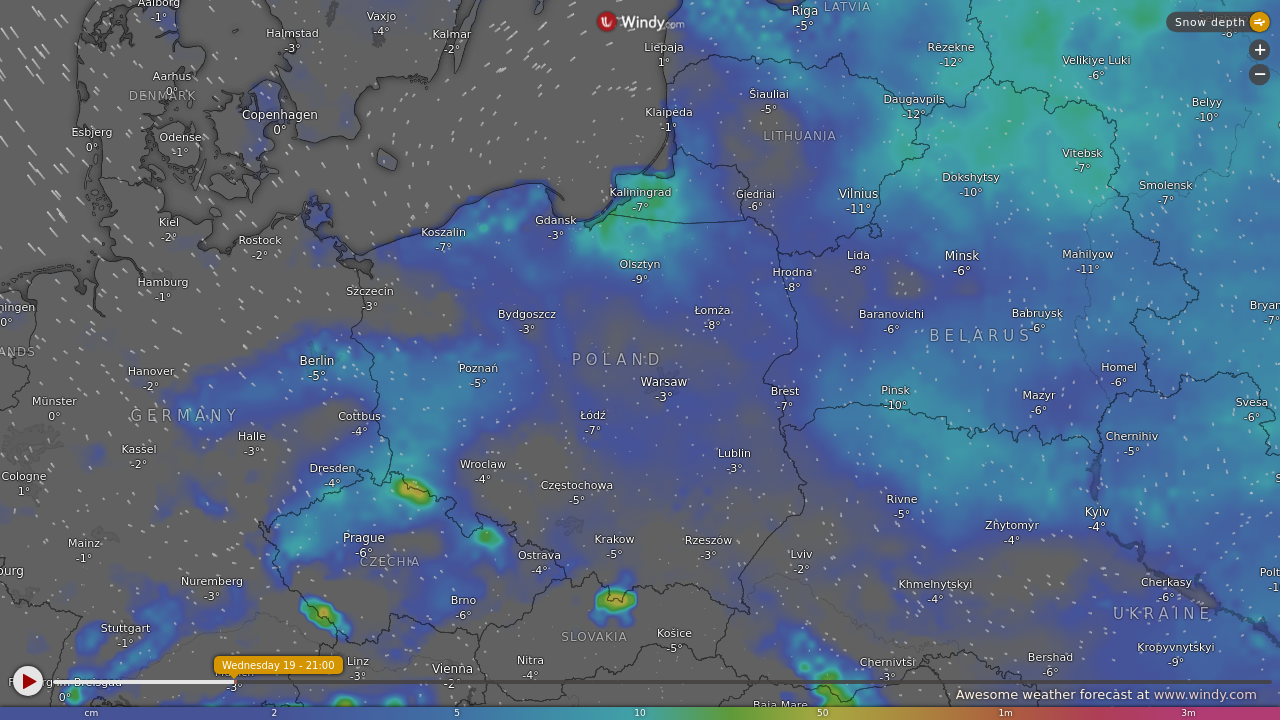 Aalborg
-1°
Vaxjo
-4°
Halmstad
-3°
Kalmar
-2°
Windy.com
Riga
-5°
LATVIA
Snow depth
-8°
Liepaja
1°
Rēzekne
-12°
Velikiye Luki
-6°
+
−
Aarhus
0°
DENMARK
Šiauliai
-5°
Daugavpils
-12°
Belyy
-10°
Copenhagen
0°
Klaipėda
-1°
Esbjerg
0°
Odense
-1°
LITHUANIA
Vitebsk
-7°
Dokshytsy
-10°
Smolensk
-7°
Kaliningrad
-7°
Giedriai
-6°
Vilnius
-11°
Kiel
-2°
Rostock
-2°
Koszalin
-7°
Gdansk
-3°
Olsztyn
-9°
Hrodna
-8°
Lida
-8°
Minsk
-6°
Mahilyow
-11°
Hamburg
-1°
Szczecin
-3°
ningen
0°
Bydgoszcz
-3°
Łomża
-8°
Baranovichi
-6°
Babruysk
-6°
Bryan
-7°
BELARUS
ANDS
Berlin
-5°
POLAND
Poznań
-5°
Warsaw
-3°
Hanover
-2°
Homel
-6°
Brest
-7°
Pinsk
-10°
Mazyr
-6°
Münster
0°
GERMANY
Cottbus
-4°
Łódź
-7°
Svesa
-6°
Halle
-3°
Kassel
-2°
Chernihiv
-5°
Lublin
-3°
Dresden
-4°
Wroclaw
-4°
Cologne
1°
Częstochowa
-5°
Rivne
-5°
Kyiv
-4°
Zhytomyr
-4°
Mainz
-1°
Prague
-6°
CZECHIA
Krakow
-5°
Rzeszów
-3°
Ostrava
-4°
Lviv
-2°
burg
Nuremberg
-3°
Khmelnytskyi
-4°
Cherkasy
-6°
Polt
-1
Brno
-6°
UKRAINE
Stuttgart
-1°
SLOVAKIA
Košice
-5°
Kropyvnytskyi
-9°
Wednesday 19 - 21:00
Linz
-3°
Vienna
-2°
Nitra
-4°
Chernivtsi
-3°
Bershad
-6°
0°
-3°
Baia Mare
Awesome weather forecast at www.windy.com
cm 2 5 10 20 50 1m 3m